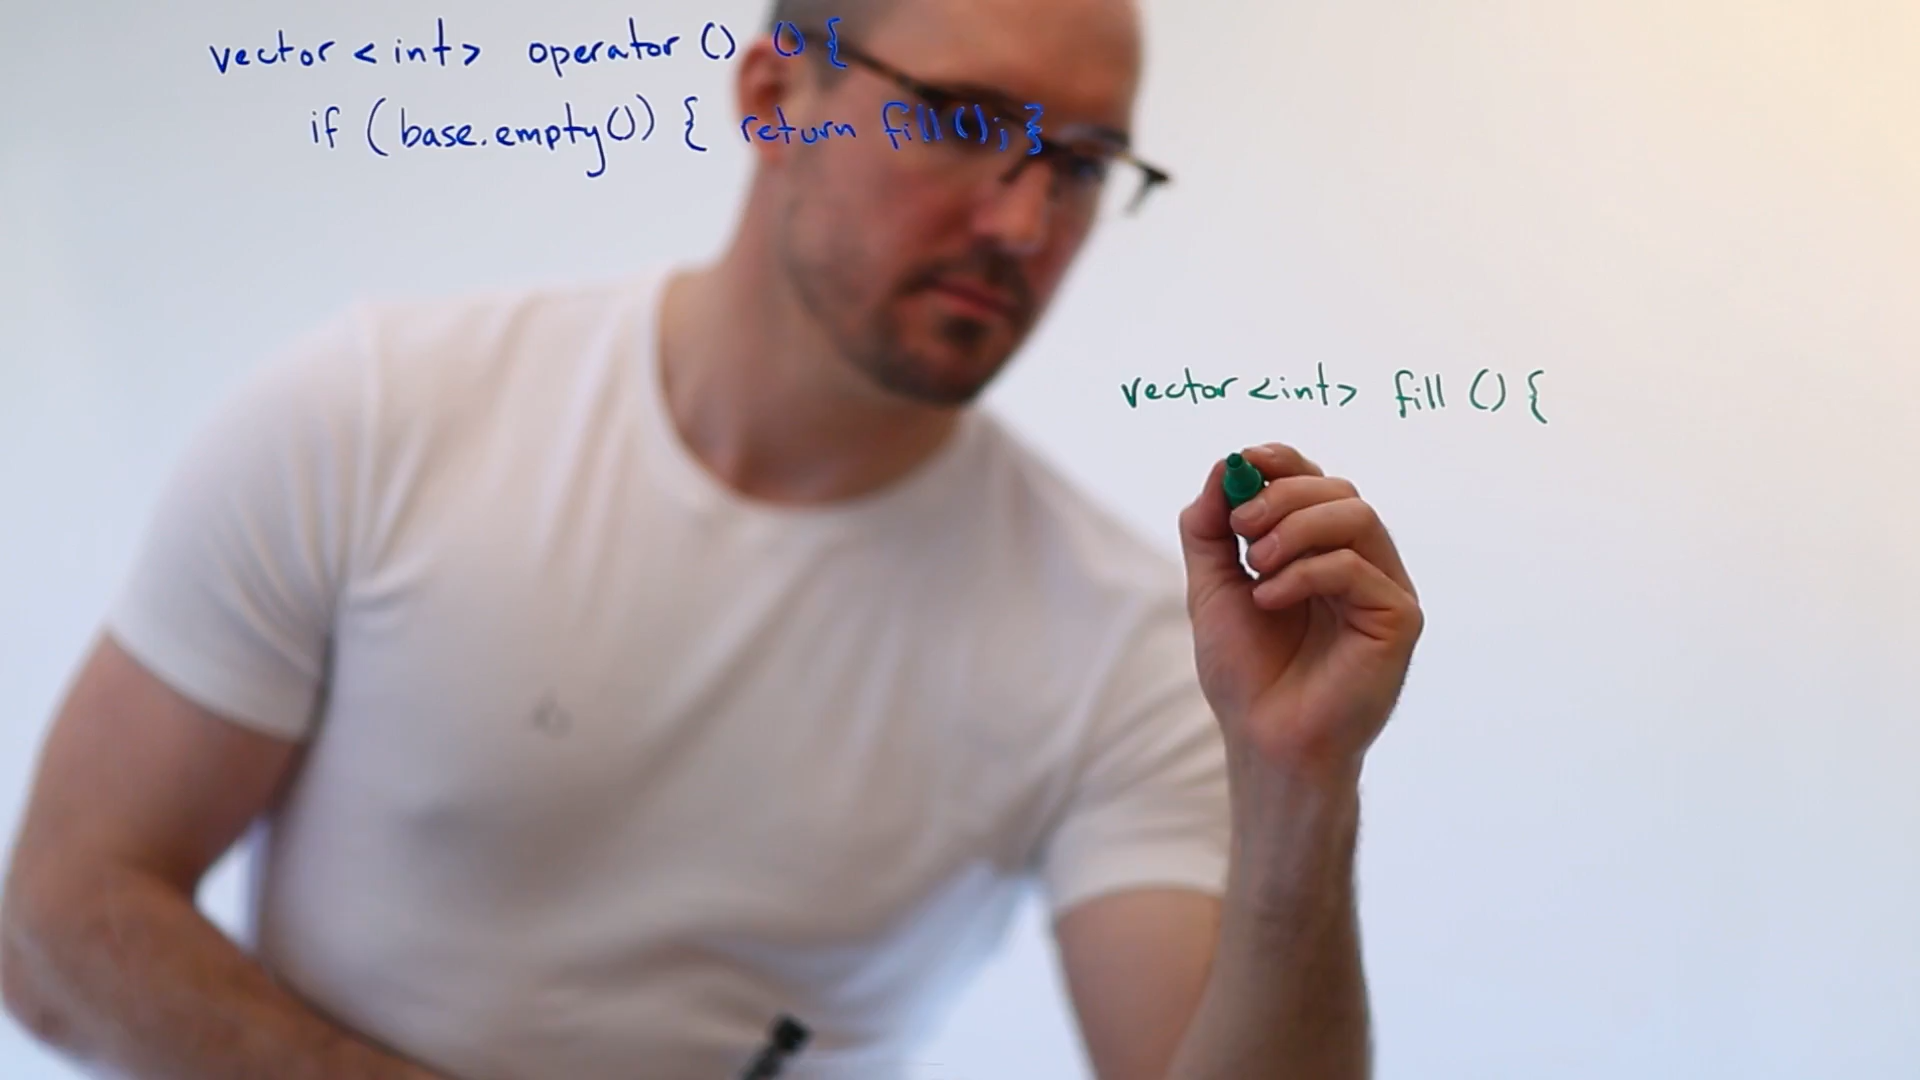 vector <int> operator () () {
if (base.empty()) { return fill(); }
vector <int> fill () {